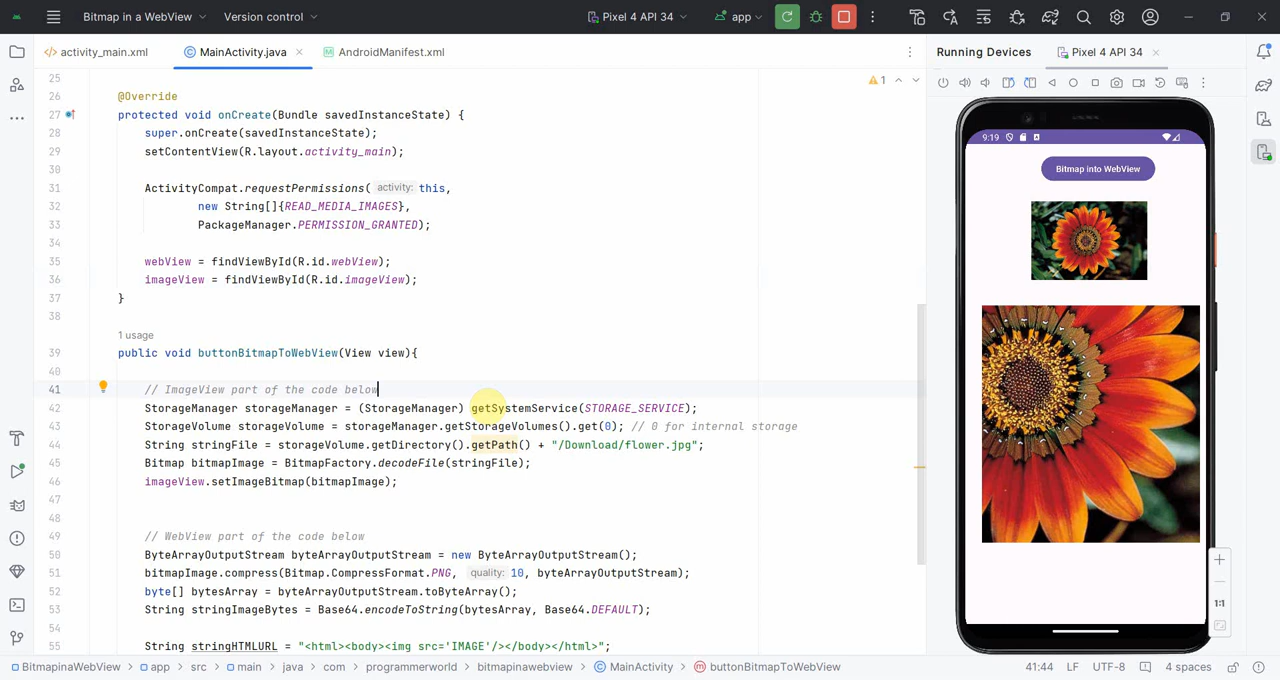 Bitmap in a WebView
Version control
Pixel 4 API 34
app
activity_main.xml
MainActivity.java
AndroidManifest.xml
Running Devices
Pixel 4 API 34
1
25
26 @Override
27 protected void onCreate(Bundle savedInstanceState) {
28 super.onCreate(savedInstanceState);
29 setContentView(R.layout.activity_main);
30
31 ActivityCompat.requestPermissions( activity: this,
32 new String[]{READ_MEDIA_IMAGES},
33 PackageManager.PERMISSION_GRANTED);
34
35 webView = findViewById(R.id.webView);
36 imageView = findViewById(R.id.imageView);
37 }
38
1 usage
39 public void buttonBitmapToWebView(View view){
40
41 // ImageView part of the code below
42 StorageManager storageManager = (StorageManager) getSystemService(STORAGE_SERVICE);
43 StorageVolume storageVolume = storageManager.getStorageVolumes().get(0); // 0 for internal storage
44 String stringFile = storageVolume.getDirectory().getPath() + "/Download/flower.jpg";
45 Bitmap bitmapImage = BitmapFactory.decodeFile(stringFile);
46 imageView.setImageBitmap(bitmapImage);
47
48
49 // WebView part of the code below
50 ByteArrayOutputStream byteArrayOutputStream = new ByteArrayOutputStream();
51 bitmapImage.compress(Bitmap.CompressFormat.PNG, quality: 10, byteArrayOutputStream);
52 byte[] bytesArray = byteArrayOutputStream.toByteArray();
53 String stringImageBytes = Base64.encodeToString(bytesArray, Base64.DEFAULT);
54
55 String stringHTMLURL = "<html><body><img src='IMAGE'/></body></html>";
9:19
Bitmap into WebView
1:1
BitmapinaWebView > app > src > main > java > com > programmerworld > bitmapinawebview > MainActivity > buttonBitmapToWebView
41:44 LF UTF-8 4 spaces